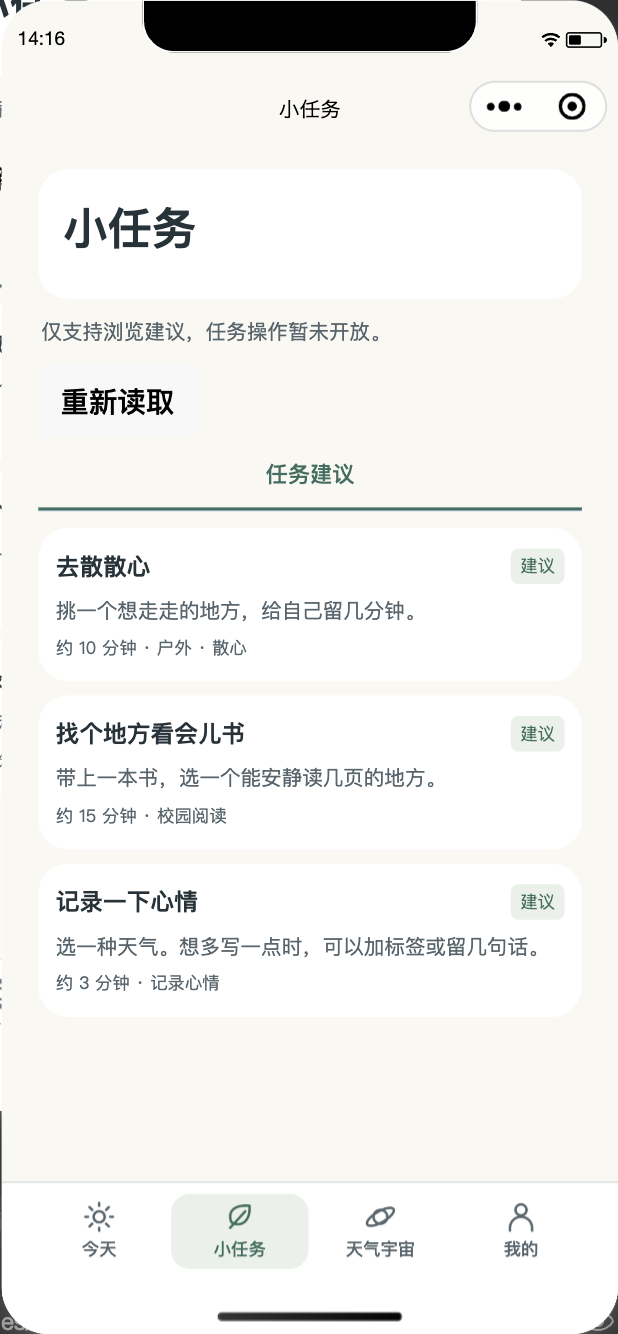 14:16
小任务
小任务
仅支持浏览建议，任务操作暂未开放。
重新读取
任务建议
去散散心
建议
挑一个想走走的地方，给自己留几分钟。
约 10 分钟 · 户外 · 散心
找个地方看会儿书
建议
带上一本书，选一个能安静读几页的地方。
约 15 分钟 · 校园阅读
记录一下心情
建议
选一种天气。想多写一点时，可以加标签或留几句话。
约 3 分钟 · 记录心情
今天
小任务
天气宇宙
我的